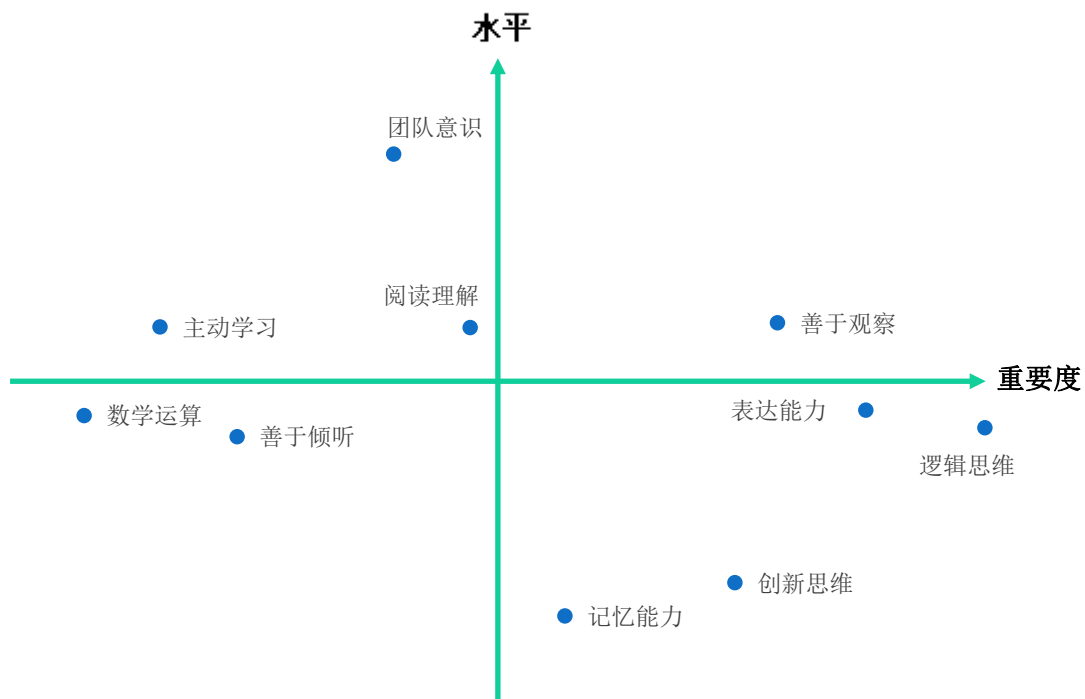 水平
团队意识
阅读理解
主动学习
善于观察
重要度
数学运算
表达能力
善于倾听
逻辑思维
创新思维
记忆能力